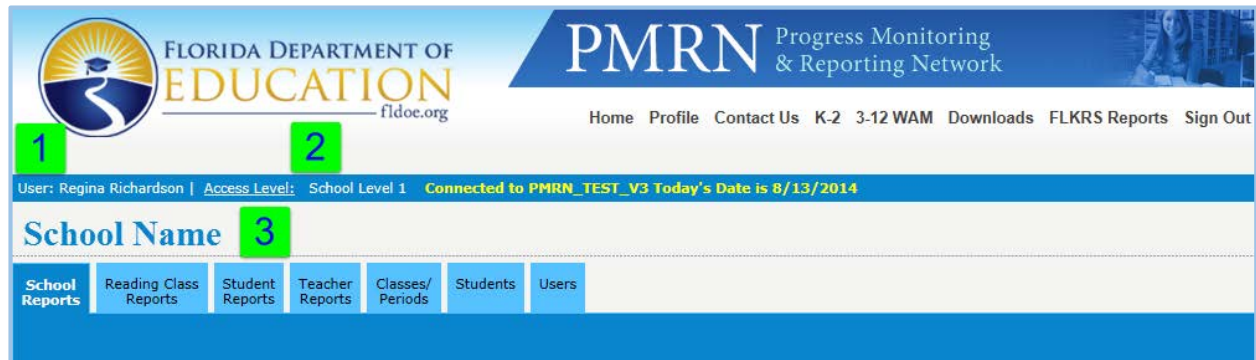 FLORIDA DEPARTMENT OF
EDUCATION
fldoe.org
PMRN Progress Monitoring
& Reporting Network
Home Profile Contact Us K-2 3-12 WAM Downloads FLKRS Reports Sign Out
1
2
User: Regina Richardson | Access Level: School Level 1 Connected to PMRN_TEST_V3 Today's Date is 8/13/2014
School Name 3
School Reports
Reading Class Reports
Student Reports
Teacher Reports
Classes/ Periods
Students
Users